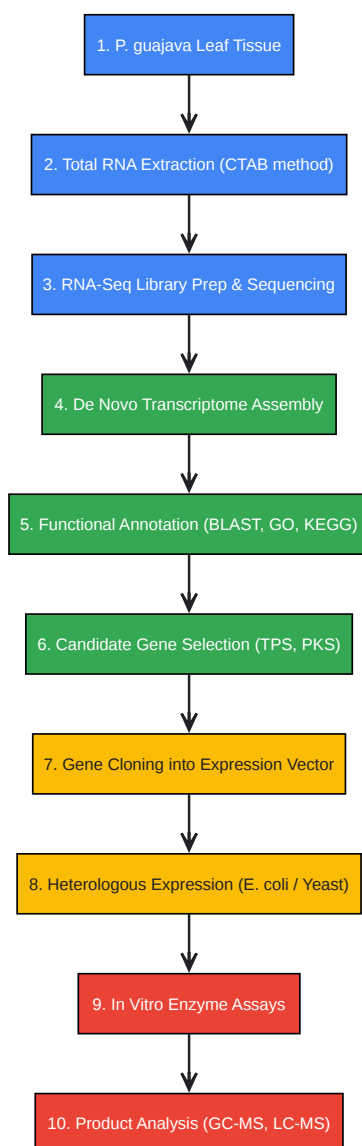 1. P. guajava Leaf Tissue
2. Total RNA Extraction (CTAB method)
3. RNA-Seq Library Prep & Sequencing
4. De Novo Transcriptome Assembly
5. Functional Annotation (BLAST, GO, KEGG)
6. Candidate Gene Selection (TPS, PKS)
7. Gene Cloning into Expression Vector
8. Heterologous Expression (E. coli / Yeast)
9. In Vitro Enzyme Assays
10. Product Analysis (GC-MS, LC-MS)